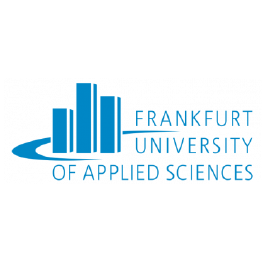 FRANKFURT
UNIVERSITY
OF APPLIED SCIENCES